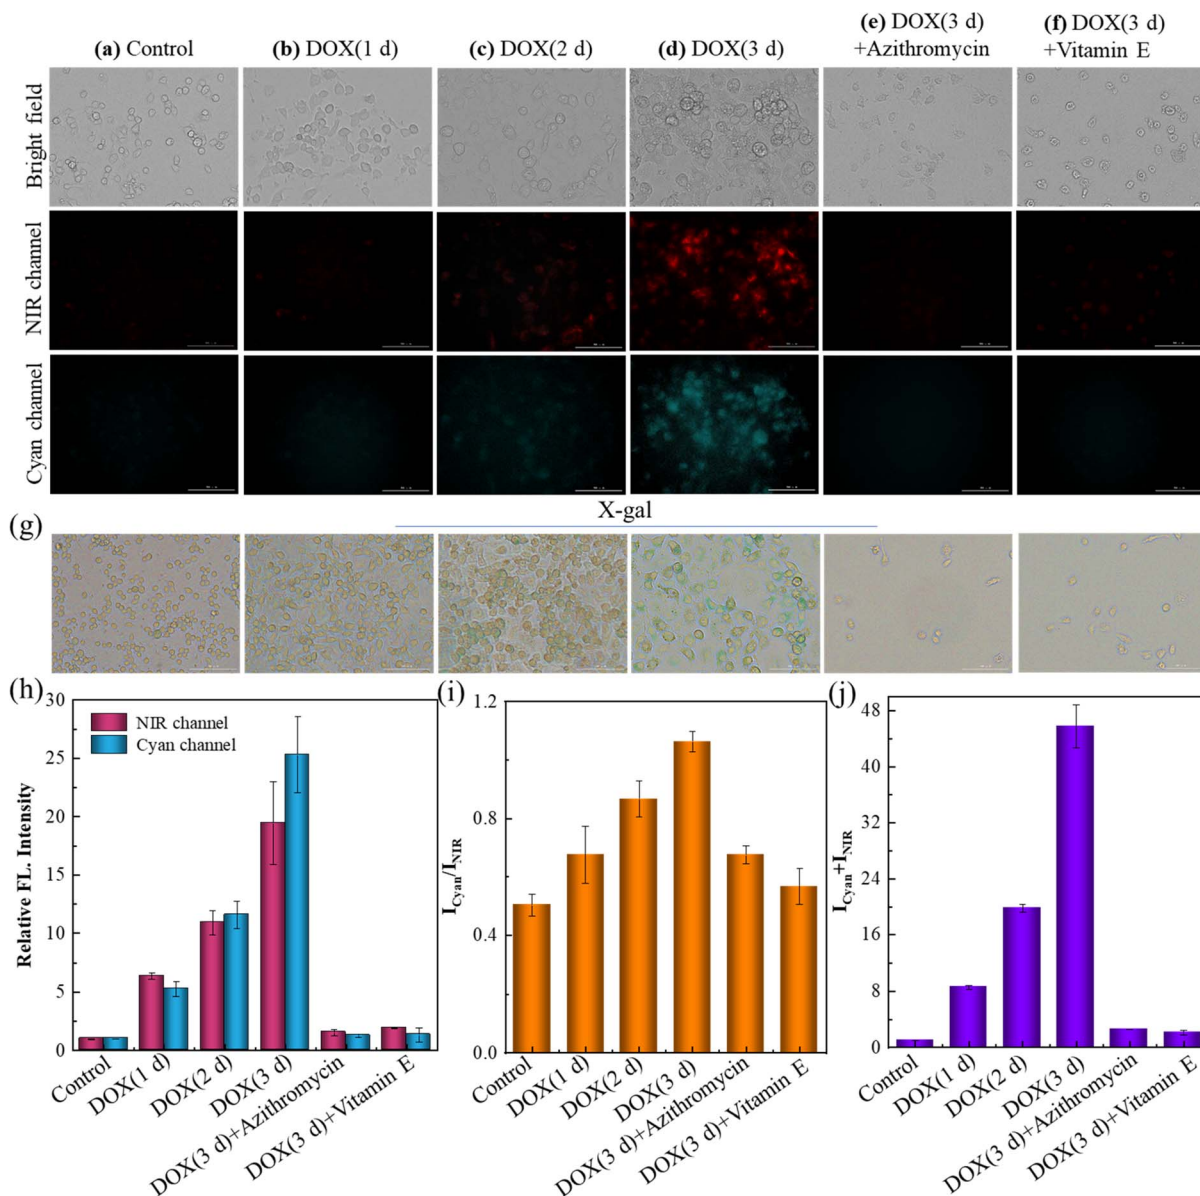 (a) Control
(b) DOX(1 d)
(c) DOX(2 d)
(d) DOX(3 d)
(e) DOX(3 d)
+Azithromycin
(f) DOX(3 d)
+Vitamin E
Bright field
NIR channel
Cyan channel
(g)
X-gal
(h)
30
25
20
15
10
5
0
Relative FL. Intensity
NIR channel
Cyan channel
Control
DOX(1 d)
DOX(2 d)
DOX(3 d)
DOX(3 d)+Azithromycin
DOX(3 d)+Vitamin E
(i)
1.2
0.8
0.4
0.0
I_Cyan/I_NIR
Control
DOX(1 d)
DOX(2 d)
DOX(3 d)
DOX(3 d)+Azithromycin
DOX(3 d)+Vitamin E
(j)
48
40
32
24
16
8
0
I_Cyan+I_NIR
Control
DOX(1 d)
DOX(2 d)
DOX(3 d)
DOX(3 d)+Azithromycin
DOX(3 d)+Vitamin E